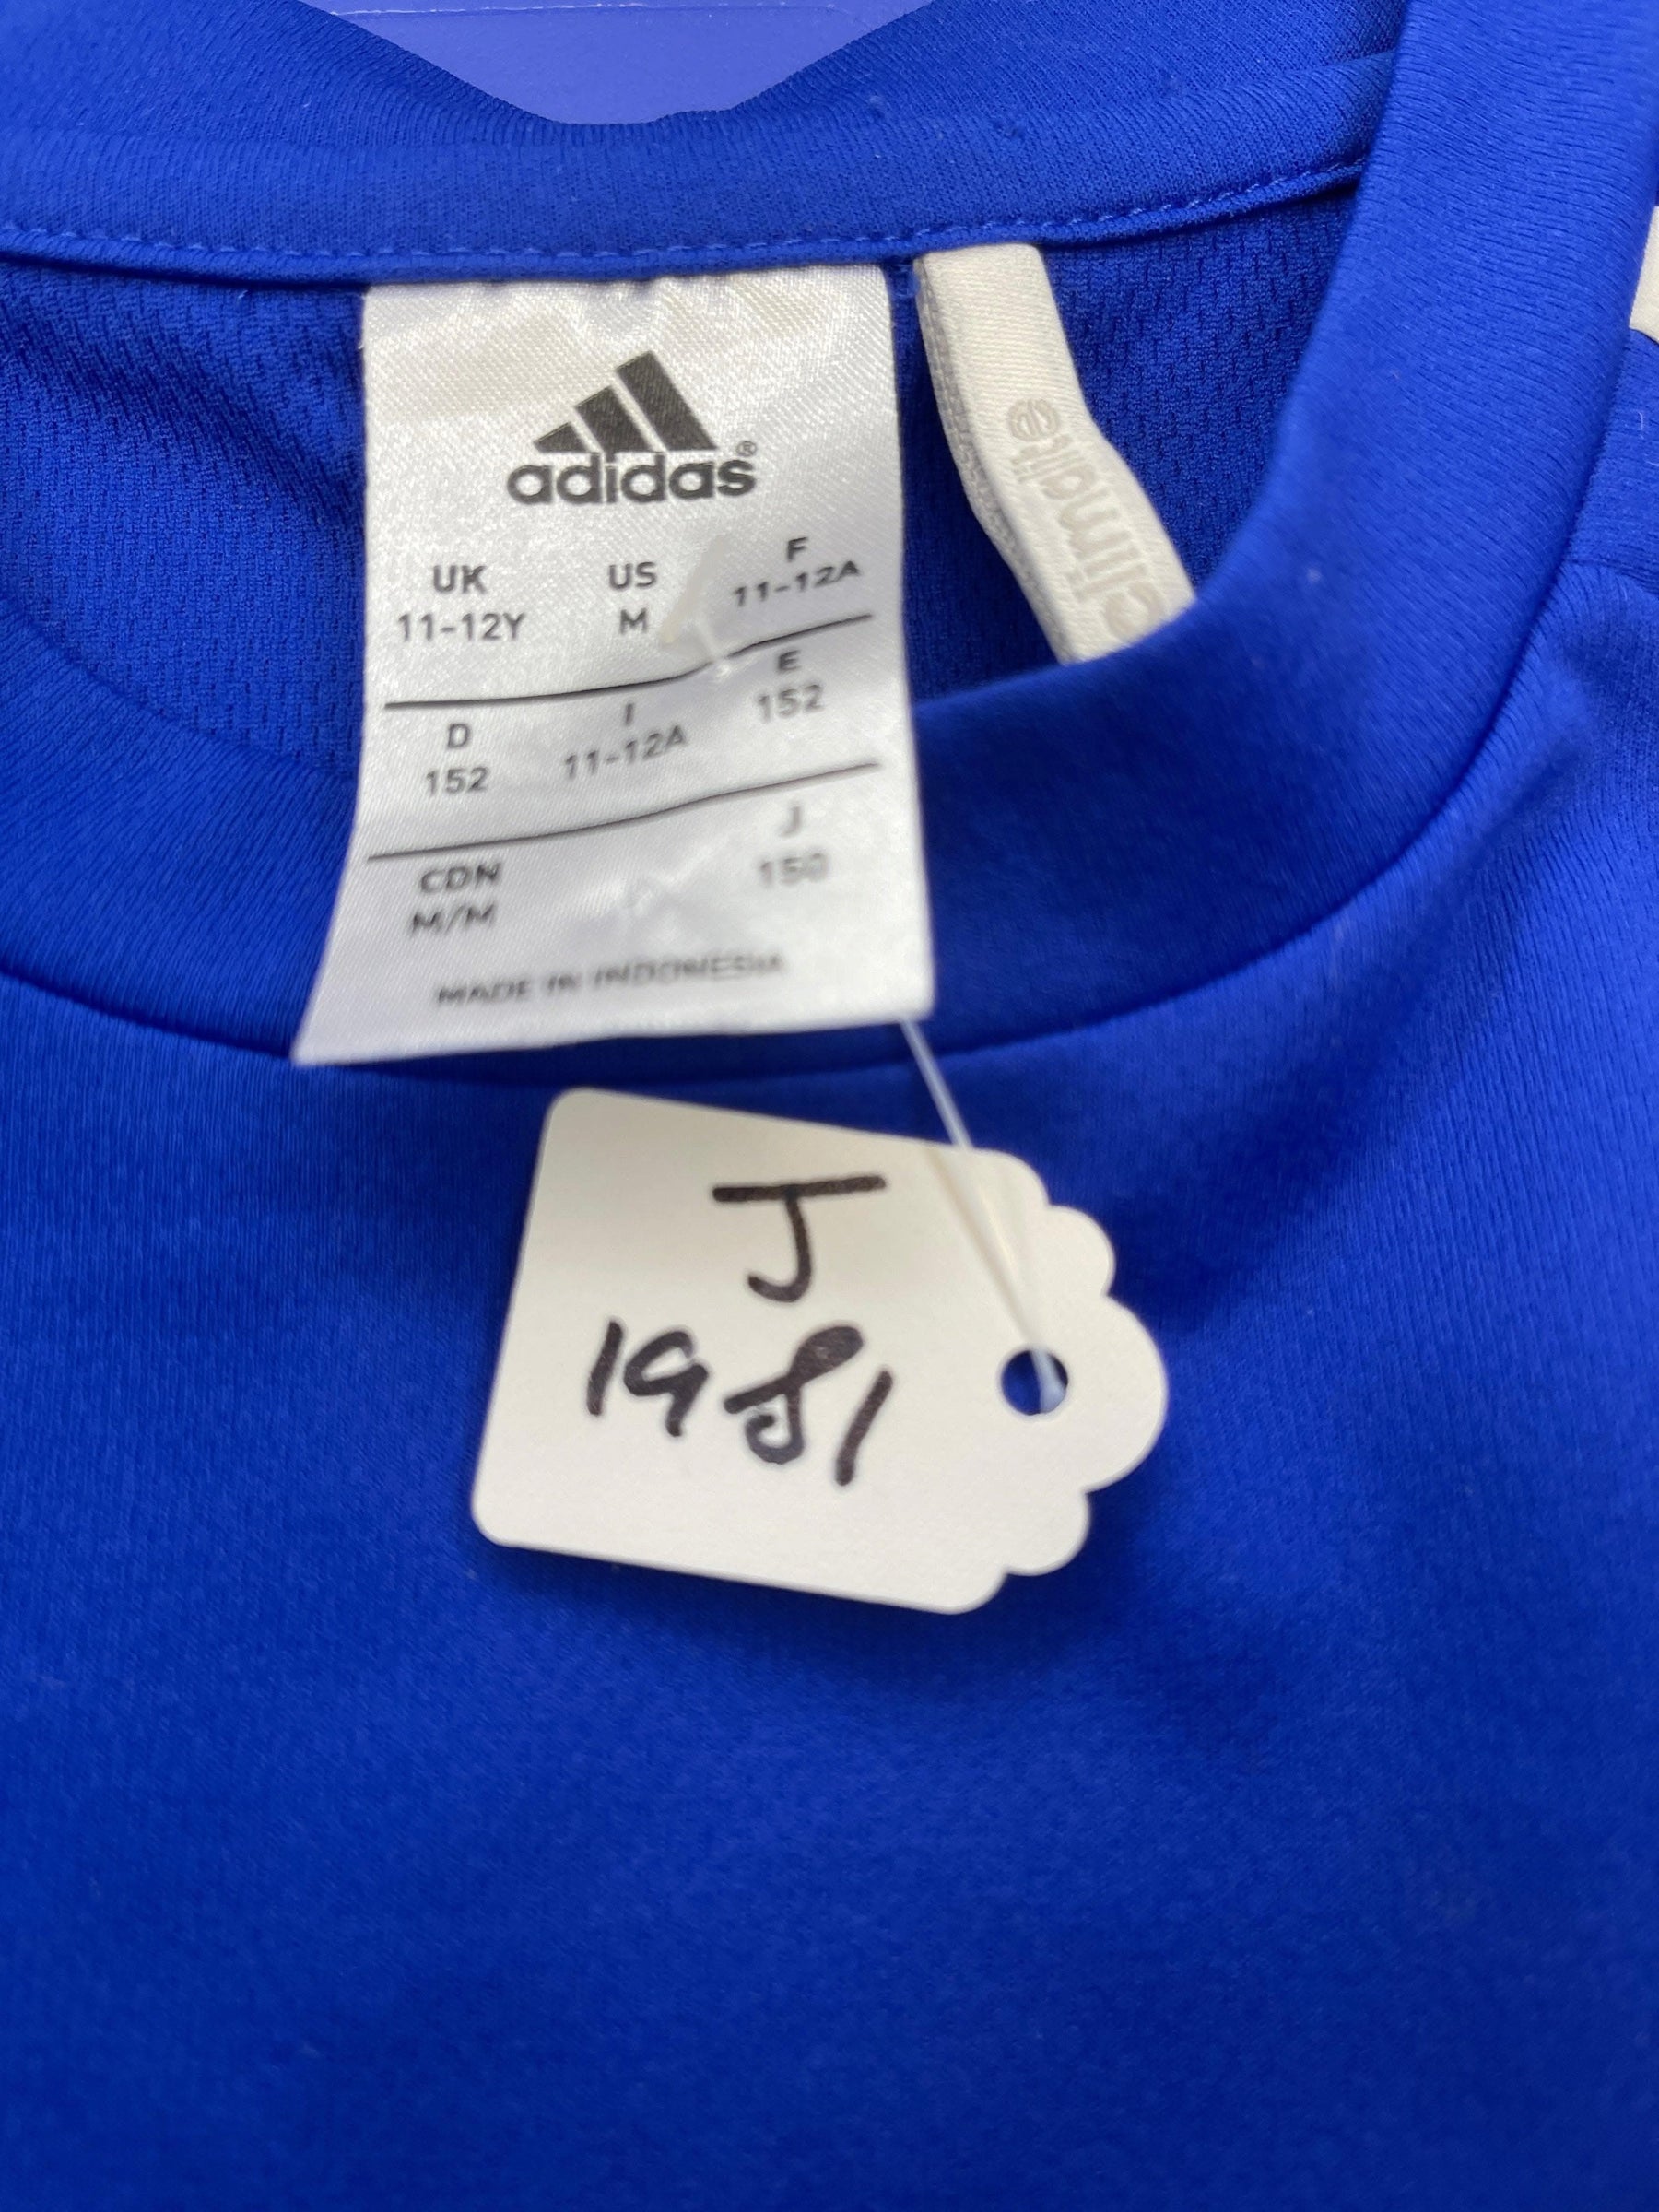 adidas®
UK US F
11-12Y M 11-12A
D I E
152 11-12A 152
CDN J
M/M 150
MADE IN INDONESIA
climalite
J
1981